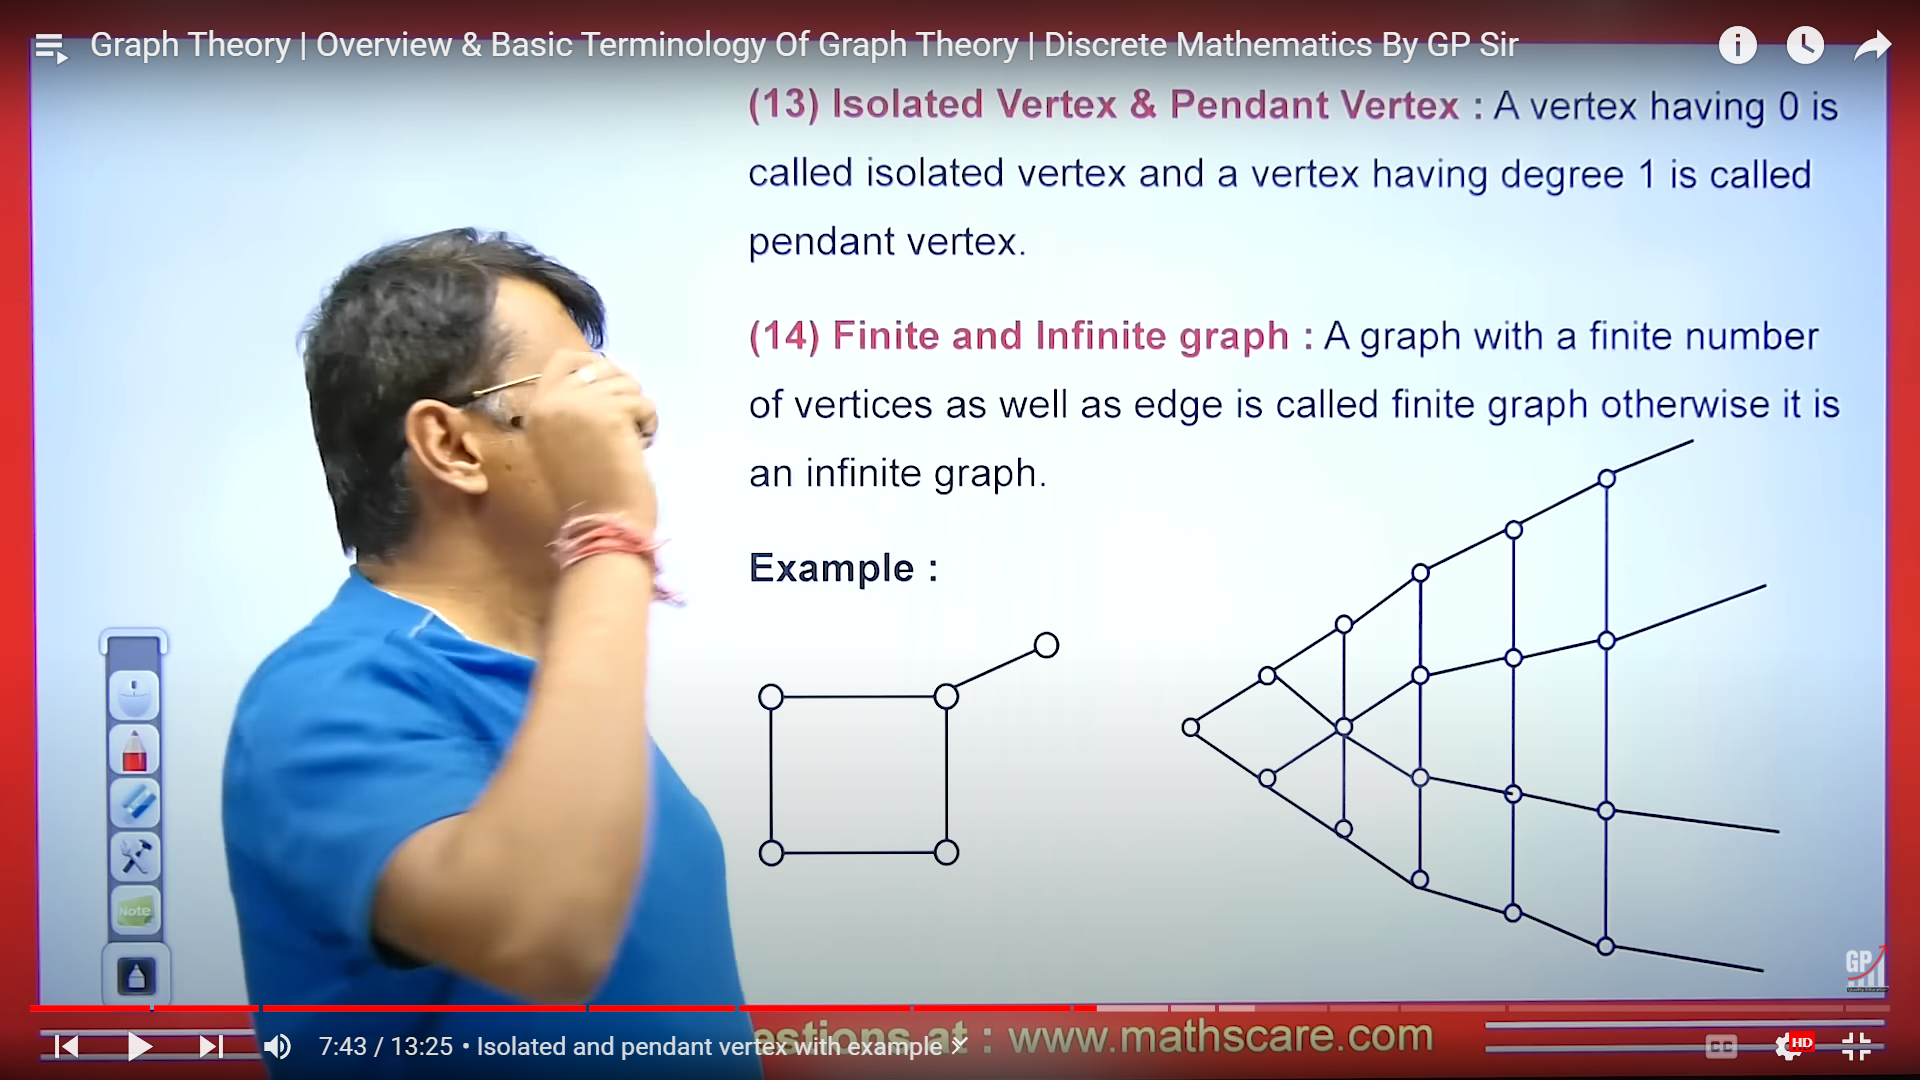 Graph Theory | Overview & Basic Terminology Of Graph Theory | Discrete Mathematics By GP Sir
(13) Isolated Vertex & Pendant Vertex : A vertex having 0 is
called isolated vertex and a vertex having degree 1 is called
pendant vertex.
(14) Finite and Infinite graph : A graph with a finite number
of vertices as well as edge is called finite graph otherwise it is
an infinite graph.
Example :
Note
GP
estions at : www.mathscare.com
7:43 / 13:25 • Isolated and pendant vertex with example
CC
HD